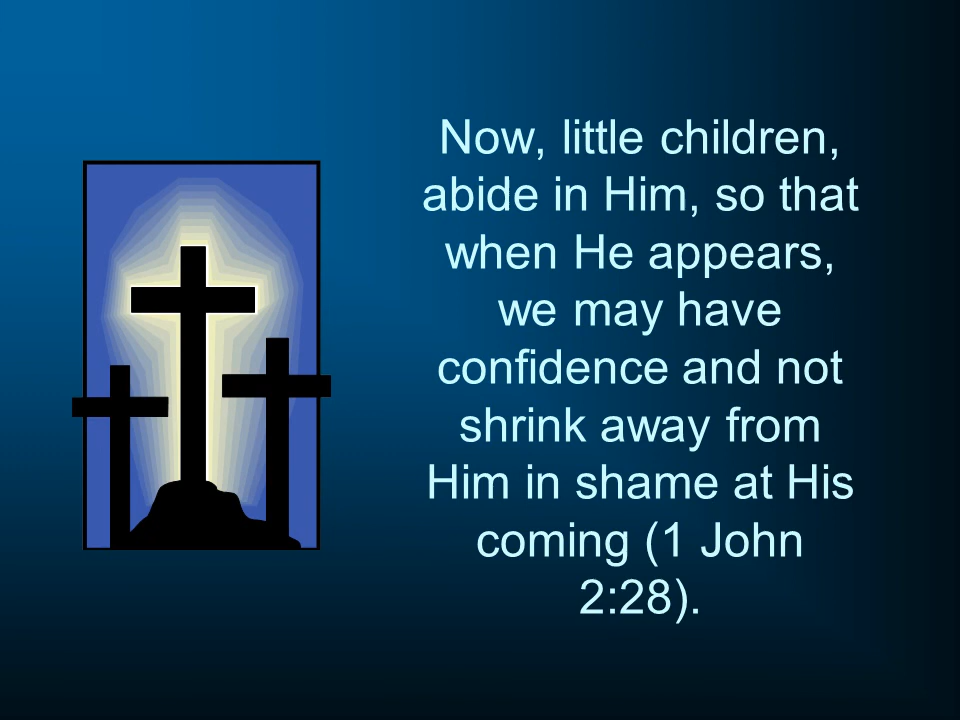 Now, little children,
abide in Him, so that
when He appears,
we may have
confidence and not
shrink away from
Him in shame at His
coming (1 John
2:28).